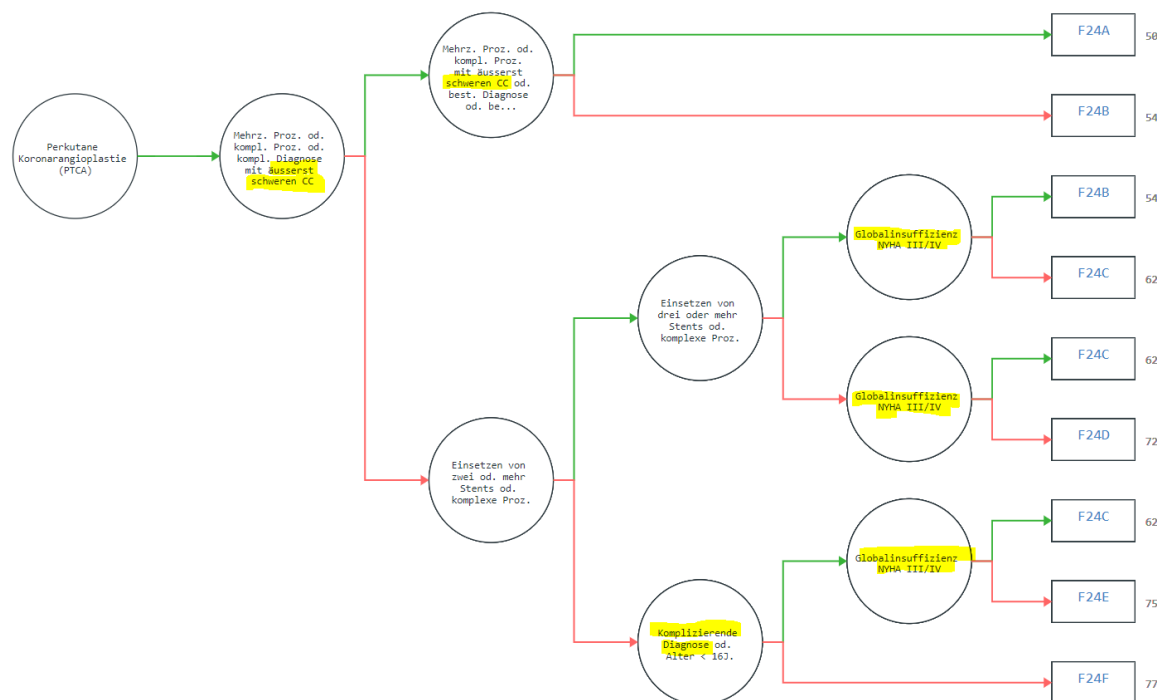 Perkutane
Koronarangioplastie
(PTCA)
Mehrz. Proz. od.
kompl. Proz. od.
kompl. Diagnose
mit äusserst
schweren CC
Mehrz. Proz. od.
kompl. Proz.
mit äusserst
schweren CC od.
best. Diagnose
od. be...
F24A
50
F24B
54
Einsetzen von
zwei od. mehr
Stents od.
komplexe Proz.
Einsetzen von
drei oder mehr
Stents od.
komplexe Proz.
Globalinsuffizienz
NYHA III/IV
F24B
54
F24C
62
Globalinsuffizienz
NYHA III/IV
F24C
62
F24D
72
Komplizierende
Diagnose od.
Alter < 16J.
Globalinsuffizienz
NYHA III/IV
F24C
62
F24E
75
F24F
77